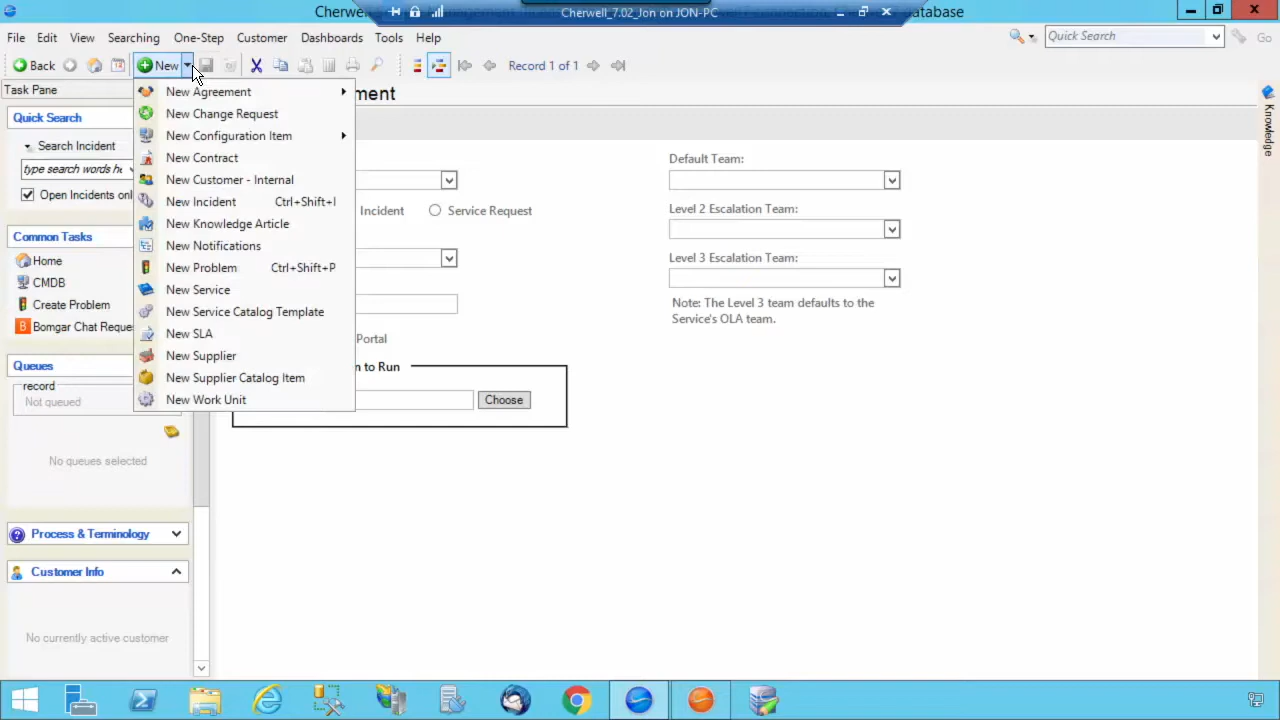 Cherwell
Cherwell_7.02_Jon on JON-PC
database
File Edit View Searching One-Step Customer Dashboards Tools Help
Quick Search
Go
Back
New
Record 1 of 1
Task Pane
ment
Quick Search
Search Incident
type search words he
Open Incidents onl
Common Tasks
Home
CMDB
Create Problem
Bongar Chat Reques
Queues
record
Not queued
No queues selected
Process & Terminology
Customer Info
No currently active customer
New Agreement
New Change Request
New Configuration Item
New Contract
New Customer - Internal
New Incident Ctrl+Shift+I
New Knowledge Article
New Notifications
New Problem Ctrl+Shift+P
New Service
New Service Catalog Template
New SLA
New Supplier
New Supplier Catalog Item
New Work Unit
Incident
Service Request
Portal
n to Run
Choose
Default Team:
Level 2 Escalation Team:
Level 3 Escalation Team:
Note: The Level 3 team defaults to the
Service's OLA team.
Knowledge